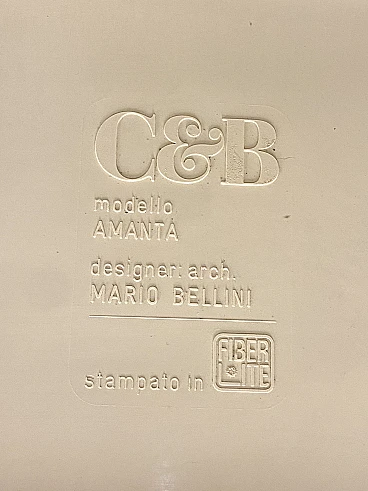 C&B
modello
AMANTA
designer: arch.
MARIO BELLINI
stampato in
FIBER
LITE